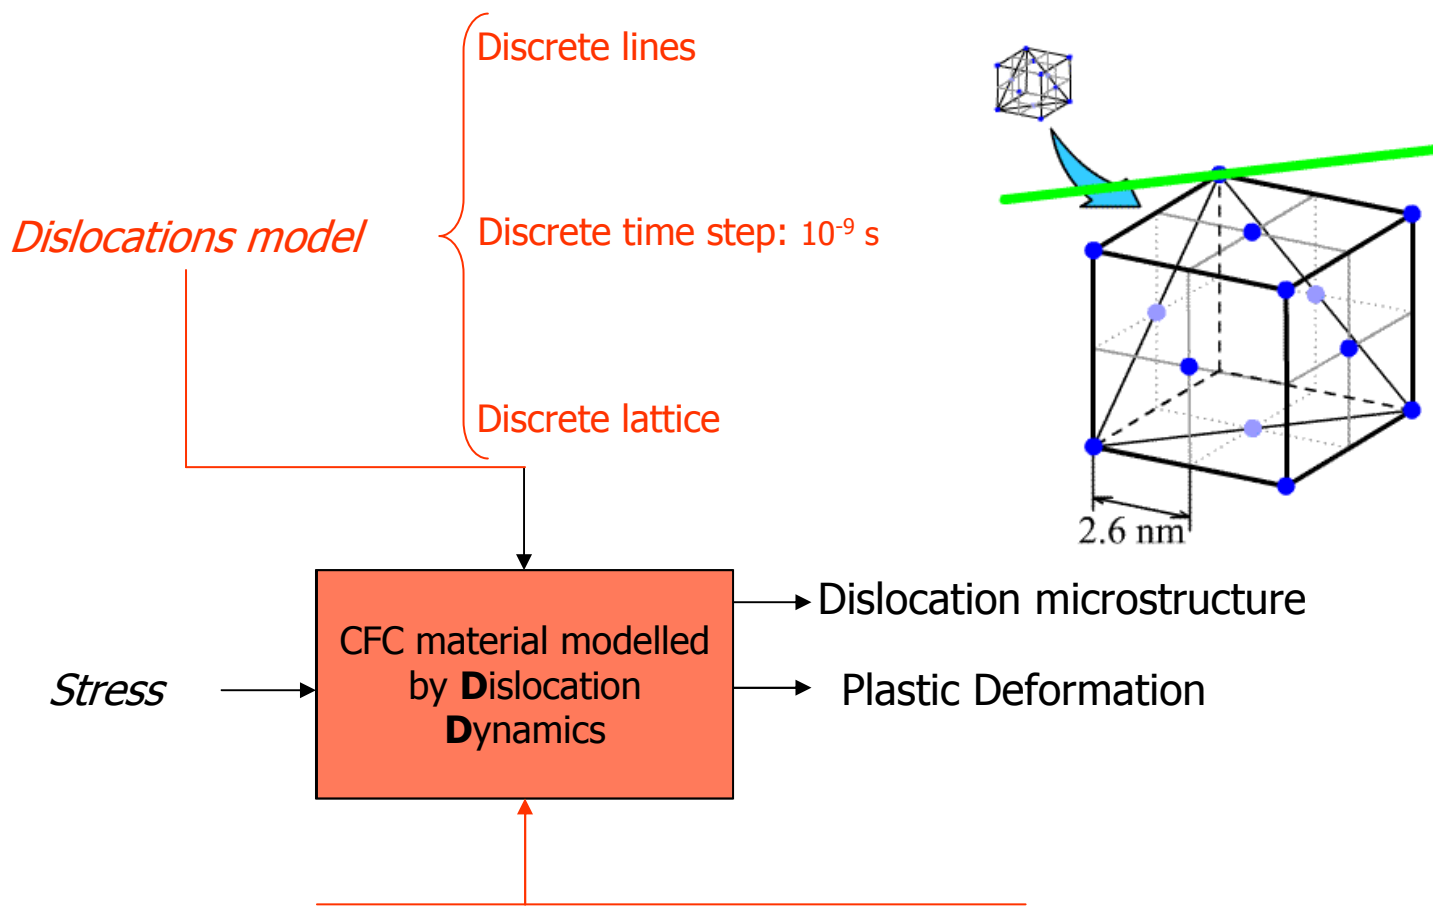 Discrete lines
Dislocations model
Discrete time step: 10⁻⁹ s
Discrete lattice
2.6 nm
Stress
CFC material modelled
by Dislocation
Dynamics
Dislocation microstructure
Plastic Deformation